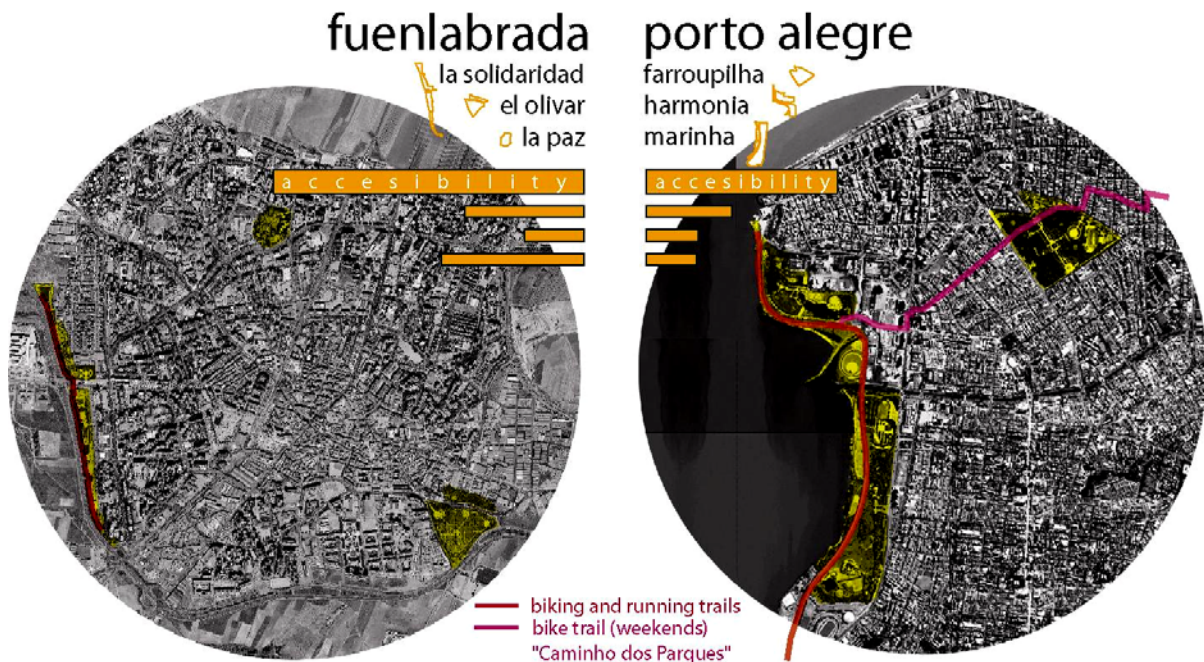 fuenlabrada
la solidaridad
el olivar
la paz
accesibility
porto alegre
farroupilha
harmonia
marinha
accesibility
biking and running trails
bike trail (weekends)
"Caminho dos Parques"